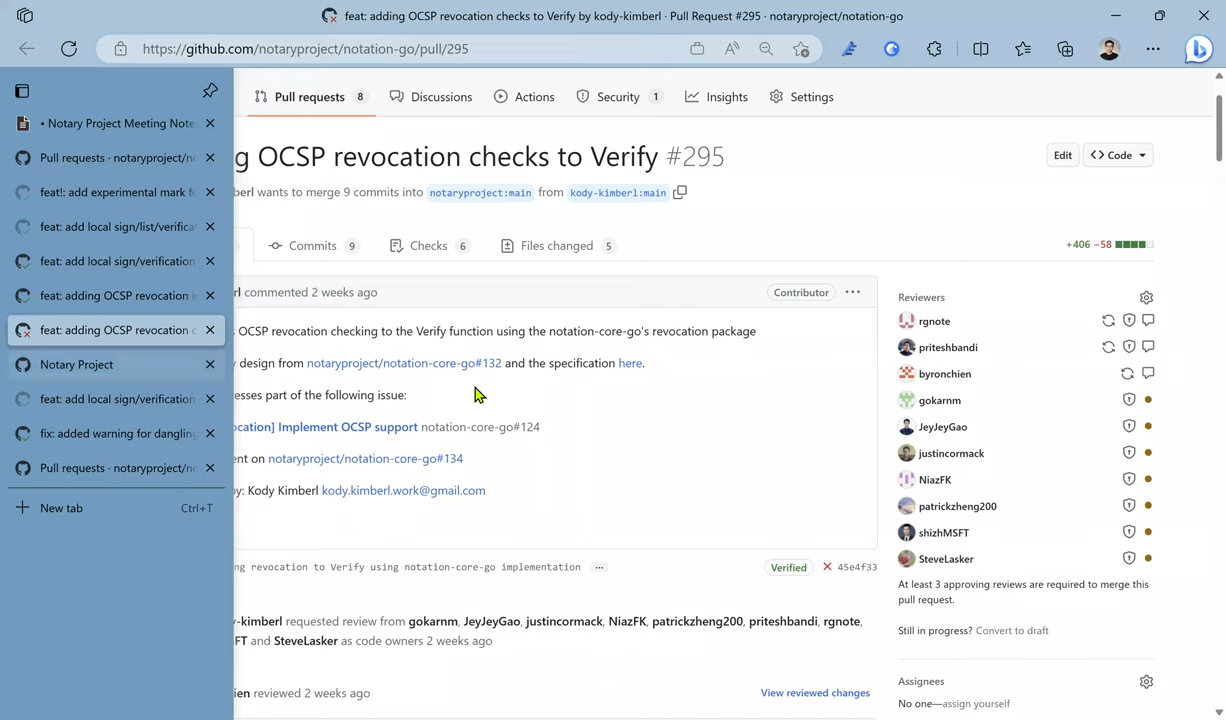 feat: adding OCSP revocation checks to Verify by kody-kimberl · Pull Request #295 · notaryproject/notation-go
https://github.com/notaryproject/notation-go/pull/295
• Notary Project Meeting Note
Pull requests · notaryproject/n
feat!: add experimental mark f
feat: add local sign/list/verifica
feat: add local sign/verification
feat: adding OCSP revocation i
feat: adding OCSP revocation c
Notary Project
feat: add local sign/verification
fix: added warning for dangling
Pull requests · notaryproject/n
New tab Ctrl+T
Pull requests 8 Discussions Actions Security 1 Insights Settings
g OCSP revocation checks to Verify #295
Edit Code
berl wants to merge 9 commits into notaryproject:main from kody-kimberl:main
Commits 9 Checks 6 Files changed 5
+406 −58
rl commented 2 weeks ago Contributor
s OCSP revocation checking to the Verify function using the notation-core-go's revocation package
y design from notaryproject/notation-core-go#132 and the specification here.
esses part of the following issue:
ocation] Implement OCSP support notation-core-go#124
ent on notaryproject/notation-core-go#134
by: Kody Kimberl kody.kimberl.work@gmail.com
ng revocation to Verify using notation-core-go implementation … Verified 45e4f33
-kimberl requested review from gokarnm, JeyJeyGao, justincormack, NiazFK, patrickzheng200, priteshbandi, rgnote,
FT and SteveLasker as code owners 2 weeks ago
ien reviewed 2 weeks ago View reviewed changes
Reviewers
rgnote
priteshbandi
byronchien
gokarnm
JeyJeyGao
justincormack
NiazFK
patrickzheng200
shizhMSFT
SteveLasker
At least 3 approving reviews are required to merge this
pull request.
Still in progress? Convert to draft
Assignees
No one—assign yourself